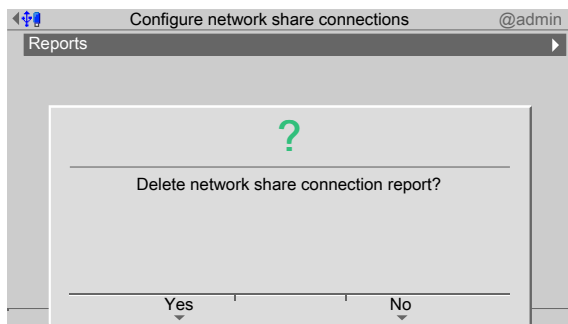 Configure network share connections @admin
Reports
?
Delete network share connection report?
Yes No